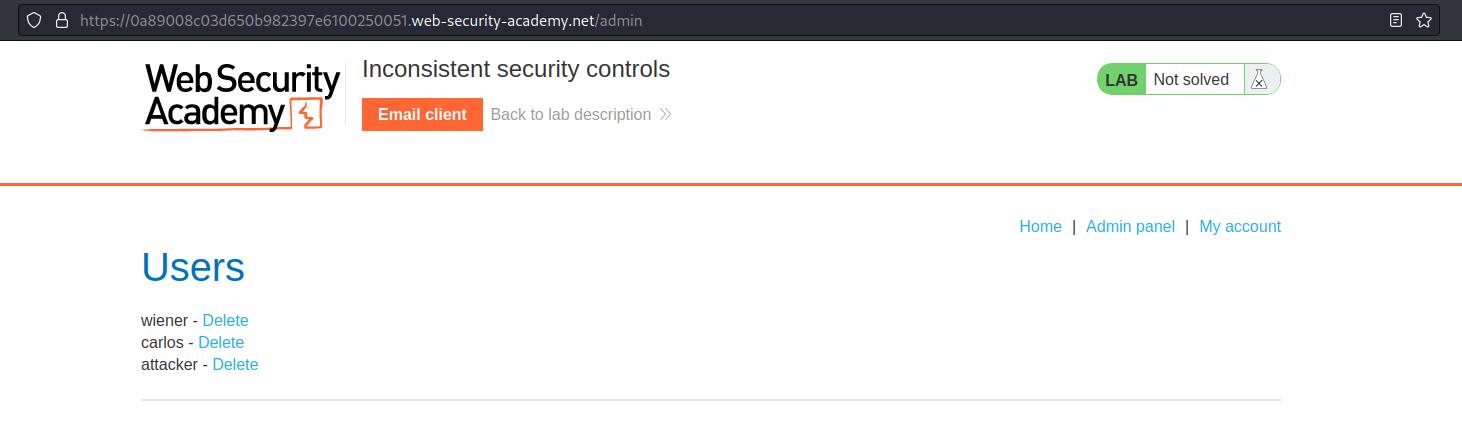 https://0a89008c03d650b982397e6100250051.web-security-academy.net/admin
Web Security
Academy
Inconsistent security controls
Email client
Back to lab description
LAB
Not solved
Home | Admin panel | My account
Users
wiener - Delete
carlos - Delete
attacker - Delete